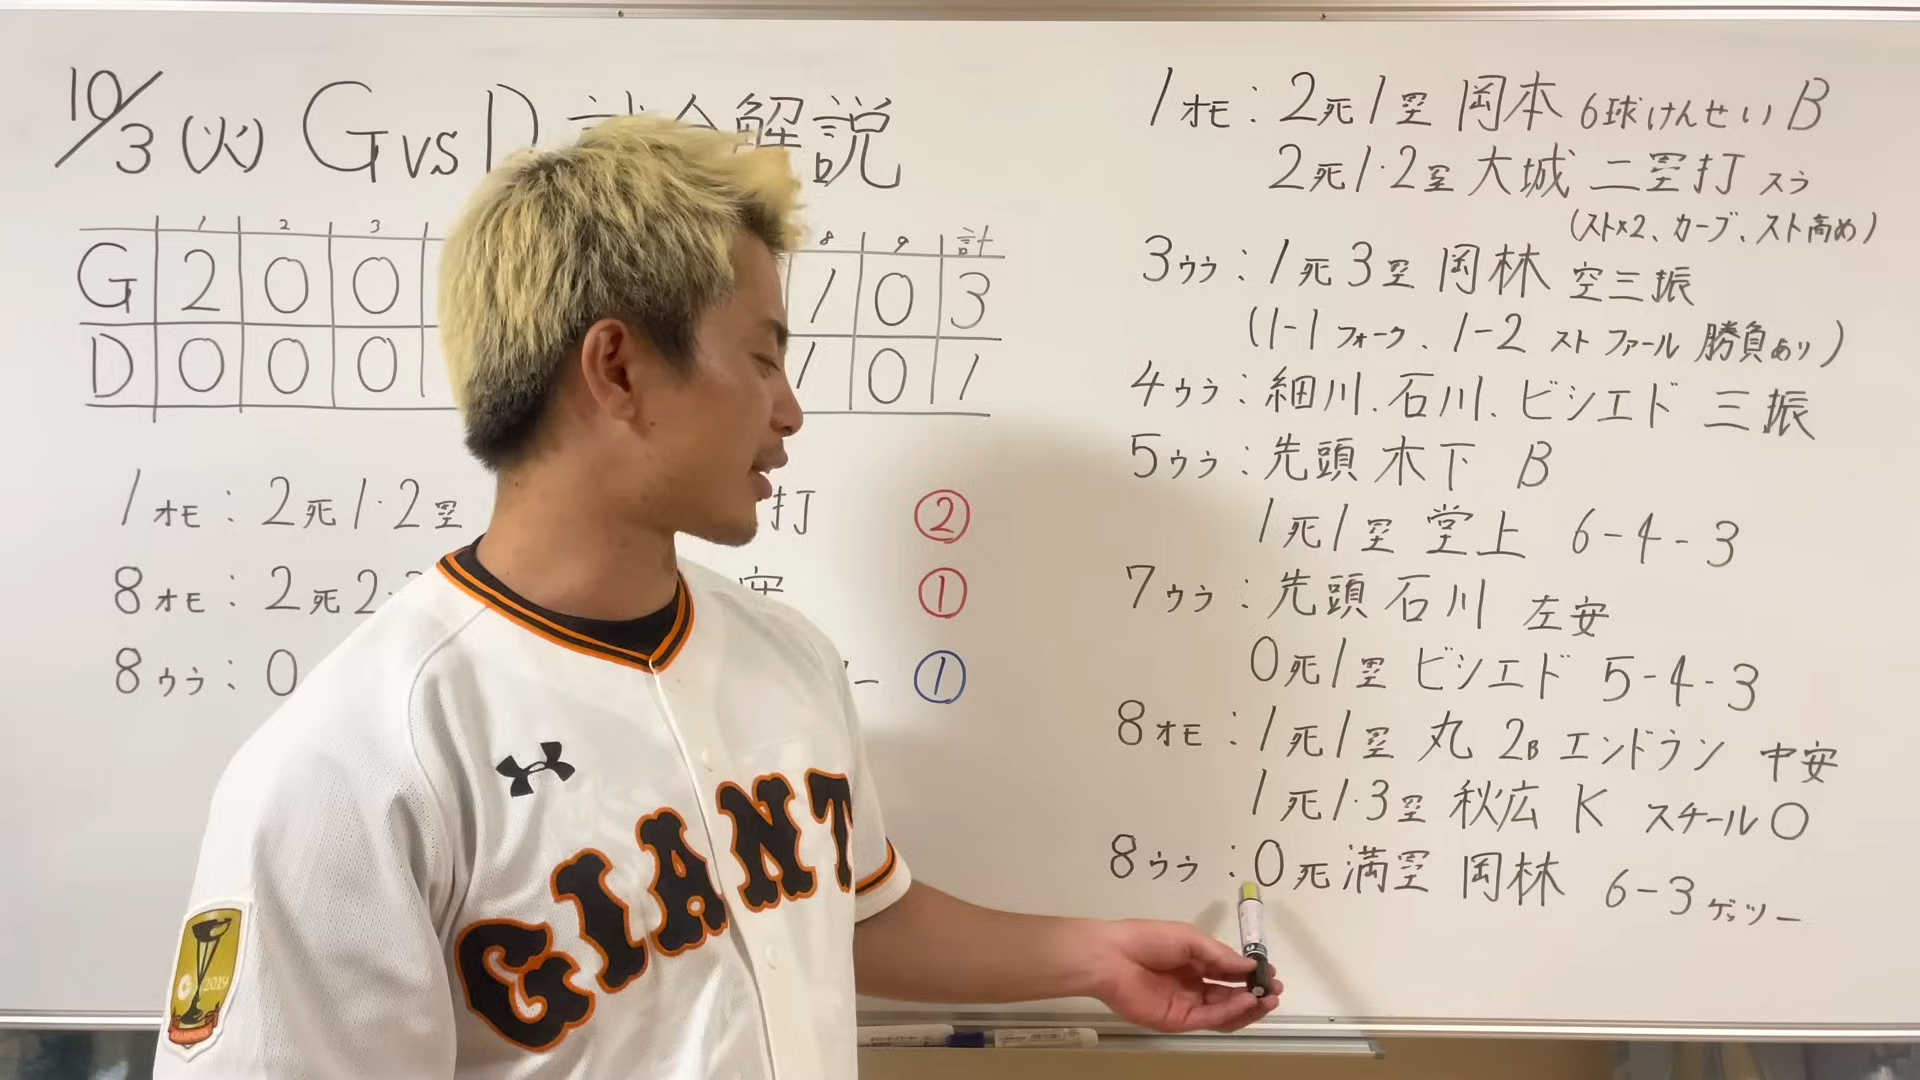 10/3 (火) G vs D 試合解説
1 2 3 8 9 計
G 2 0 0 1 0 3
D 0 0 0 1 0 1
1オモ:2死1・2塁 打 ②
8オモ:2死2 安 ①
8ウラ:0 ー ①
1オモ:2死1塁 岡本 6球けんせい B
2死1・2塁 大城 二塁打 スラ
(スト×2、カーブ、スト高め)
3ウラ:1死3塁 岡林 空三振
(1-1 フォーク、1-2 スト ファール 勝負あり)
4ウラ:細川、石川、ビシエド 三振
5ウラ:先頭 木下 B
1死1塁 堂上 6-4-3
7ウラ:先頭 石川 左安
0死1塁 ビシエド 5-4-3
8オモ:1死1塁 丸 2B エンドラン 中安
1死1・3塁 秋広 K スチール〇
8ウラ:0死満塁 岡林 6-3ゲッツー
GIANT
2019